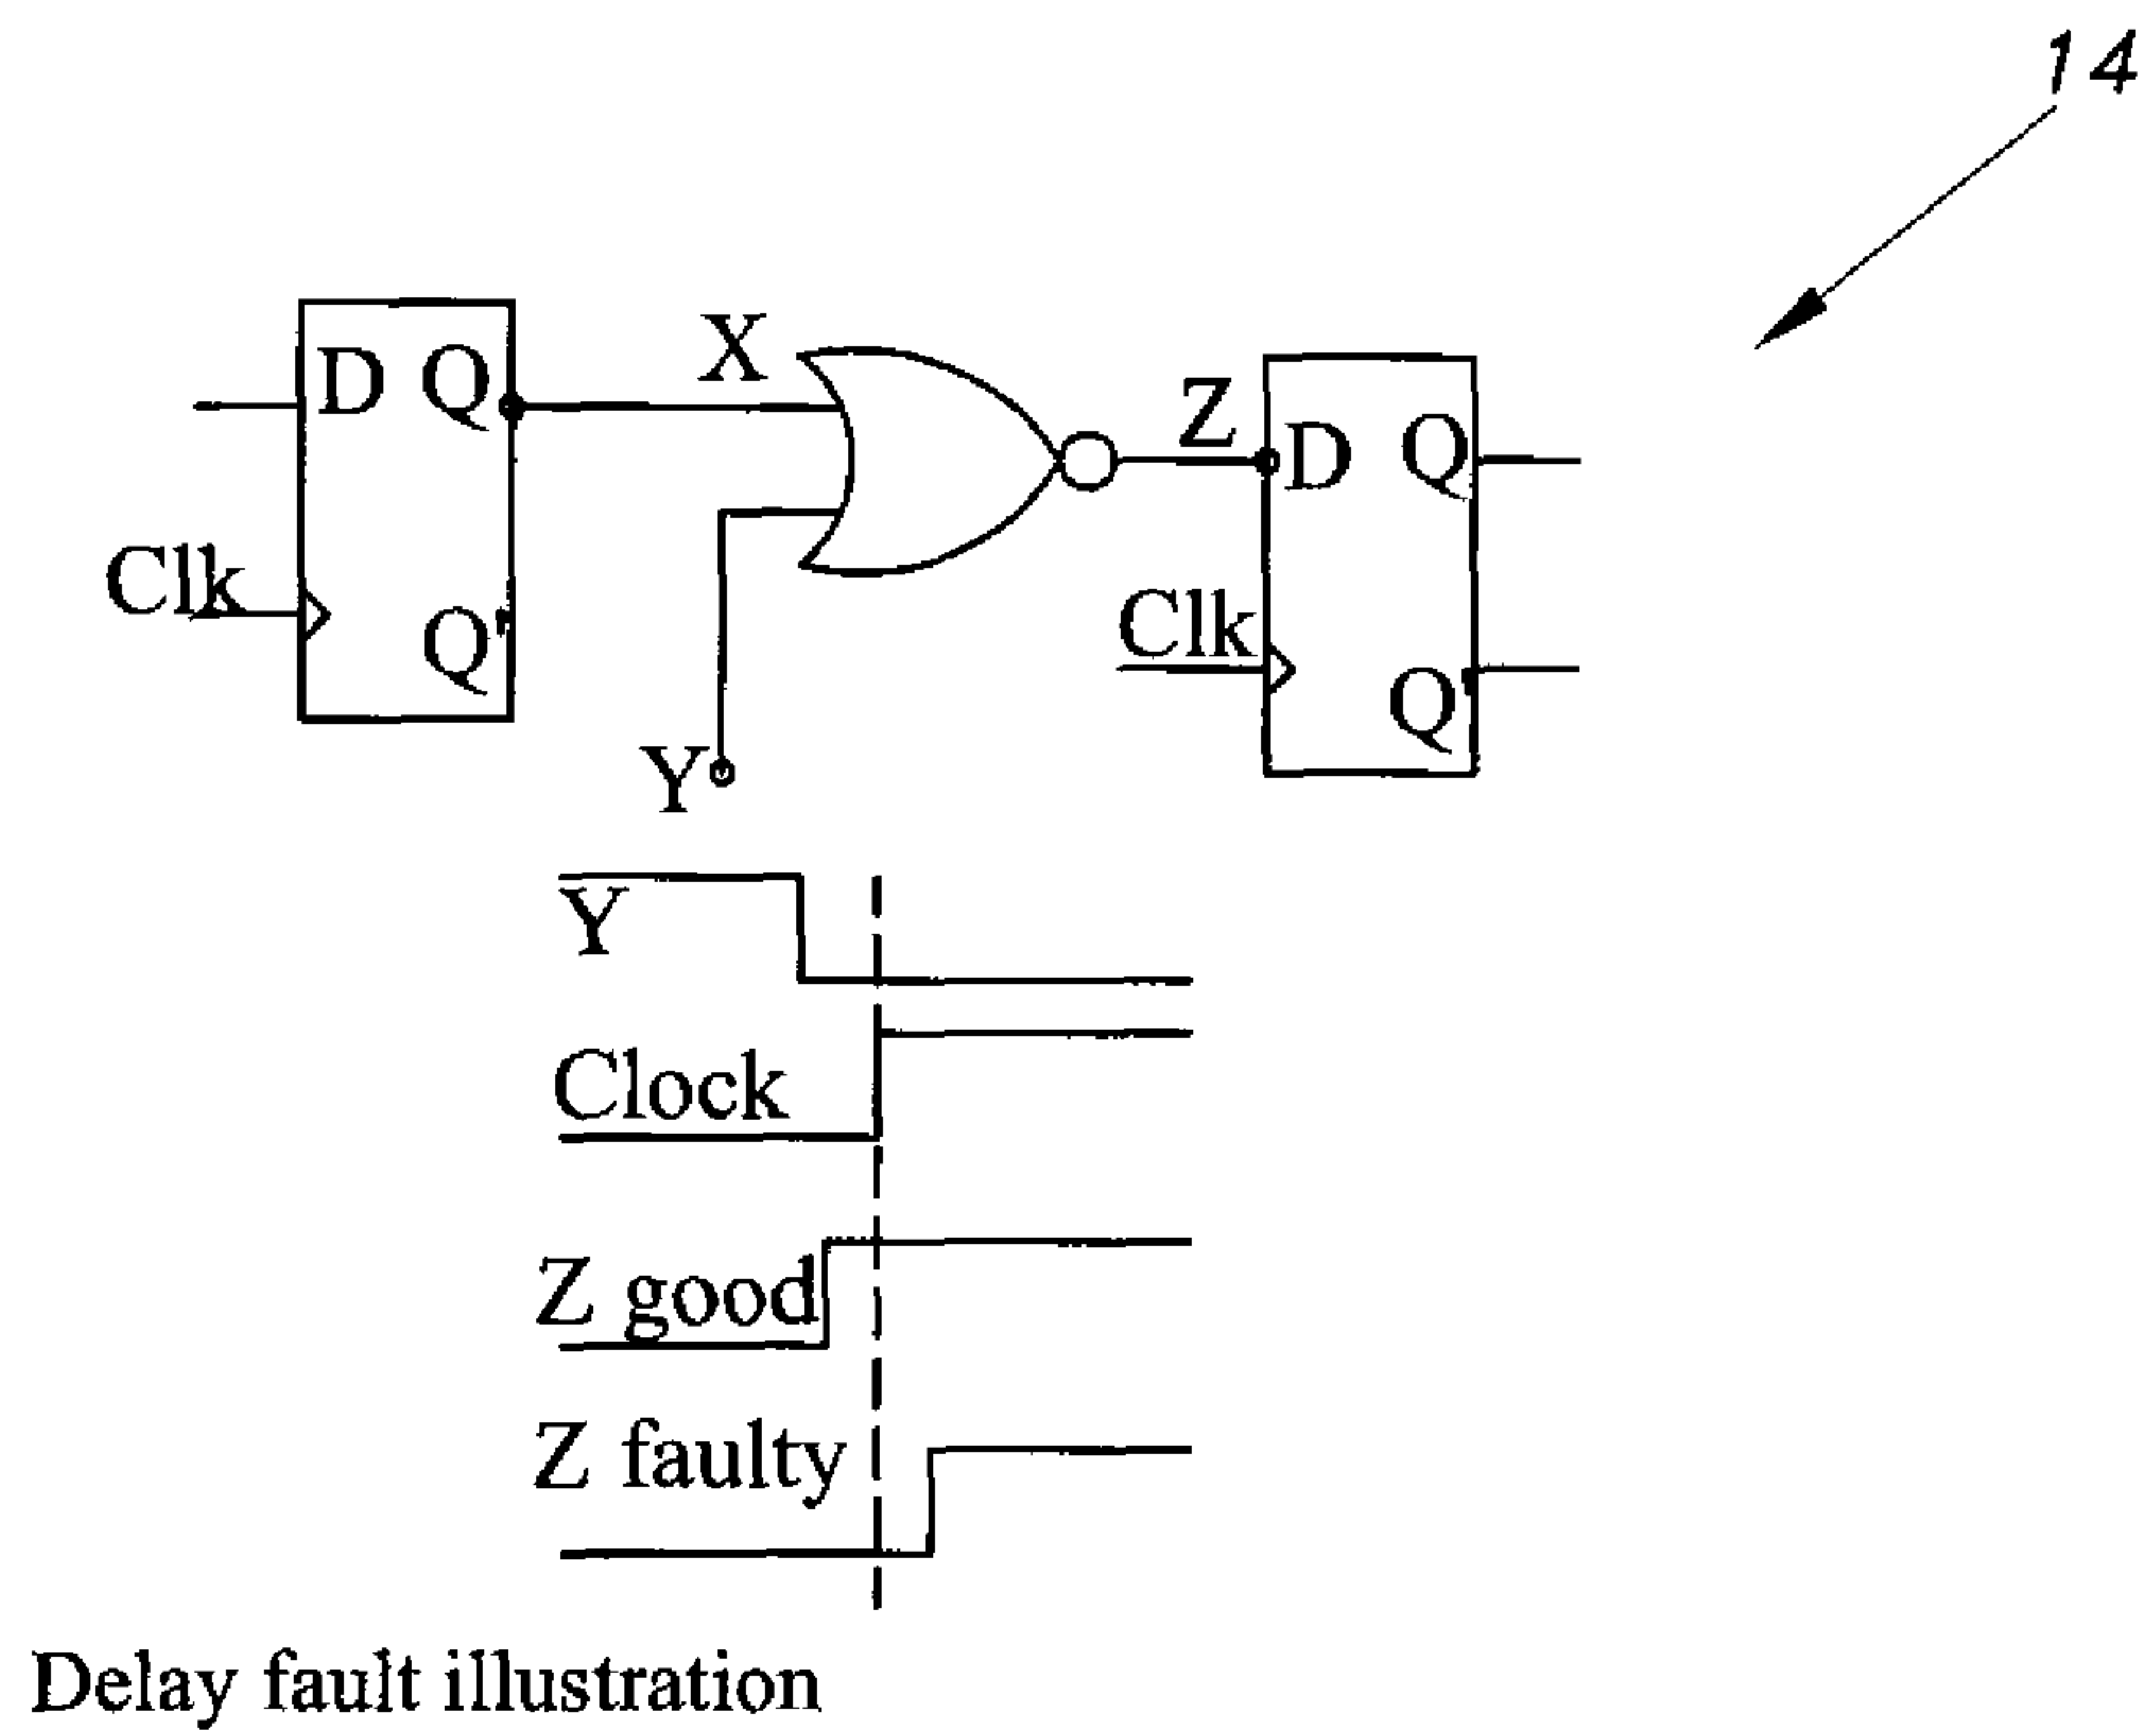 14
X
Z
D Q
D Q
Clk
Clk
Q'
Q'
Y
Y
Clock
Z good
Z faulty
Delay fault illustration